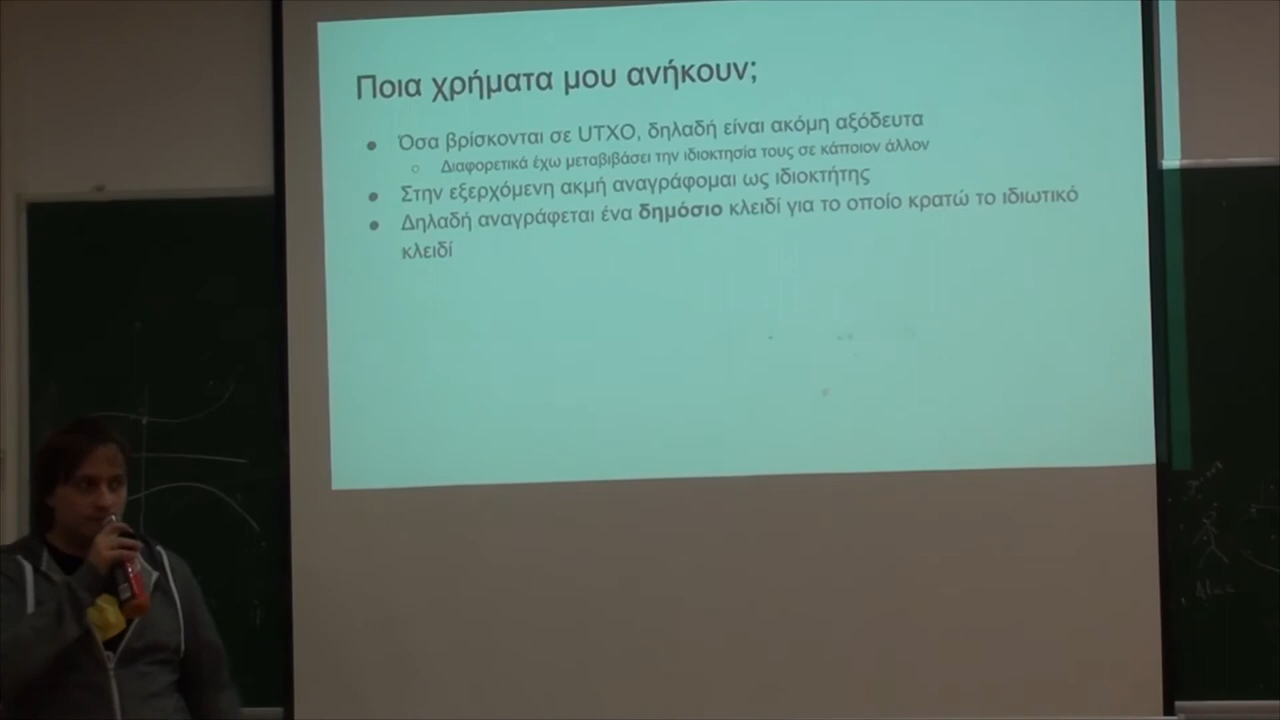 Ποια χρήματα μου ανήκουν;
● Όσα βρίσκονται σε UTXO, δηλαδή είναι ακόμη αξόδευτα
○ Διαφορετικά έχω μεταβιβάσει την ιδιοκτησία τους σε κάποιον άλλον
● Στην εξερχόμενη ακμή αναγράφομαι ως ιδιοκτήτης
● Δηλαδή αναγράφεται ένα δημόσιο κλειδί για το οποίο κρατώ το ιδιωτικό
κλειδί